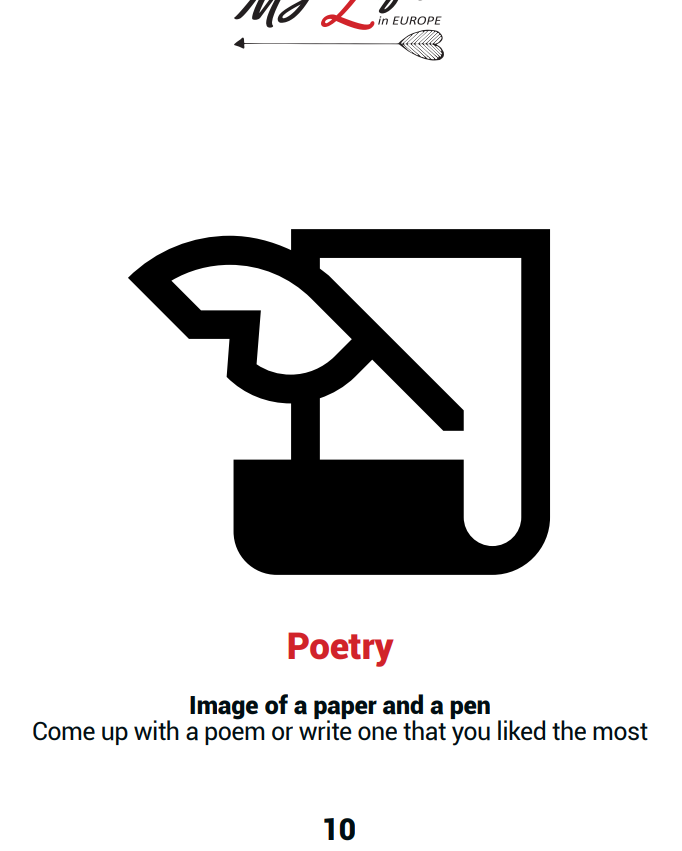 My
in EUROPE
Poetry
Image of a paper and a pen
Come up with a poem or write one that you liked the most
10